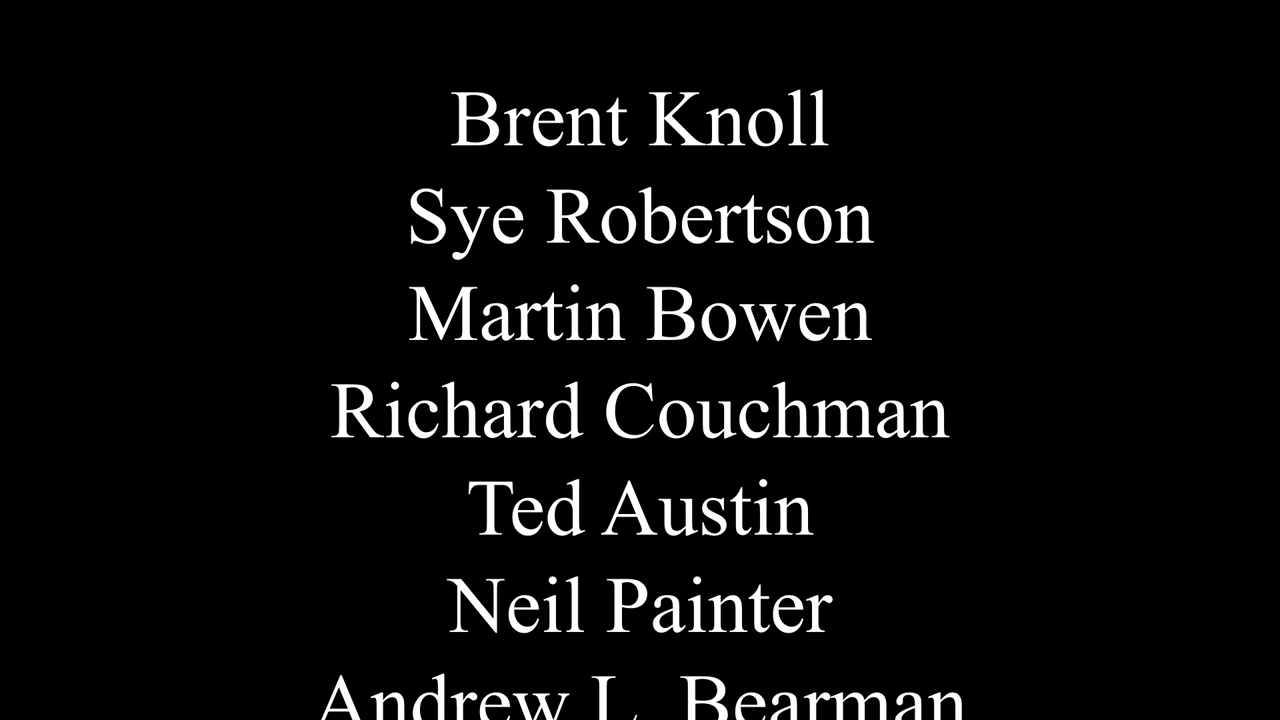 Brent Knoll
Sye Robertson
Martin Bowen
Richard Couchman
Ted Austin
Neil Painter
Andrew L. Bearman